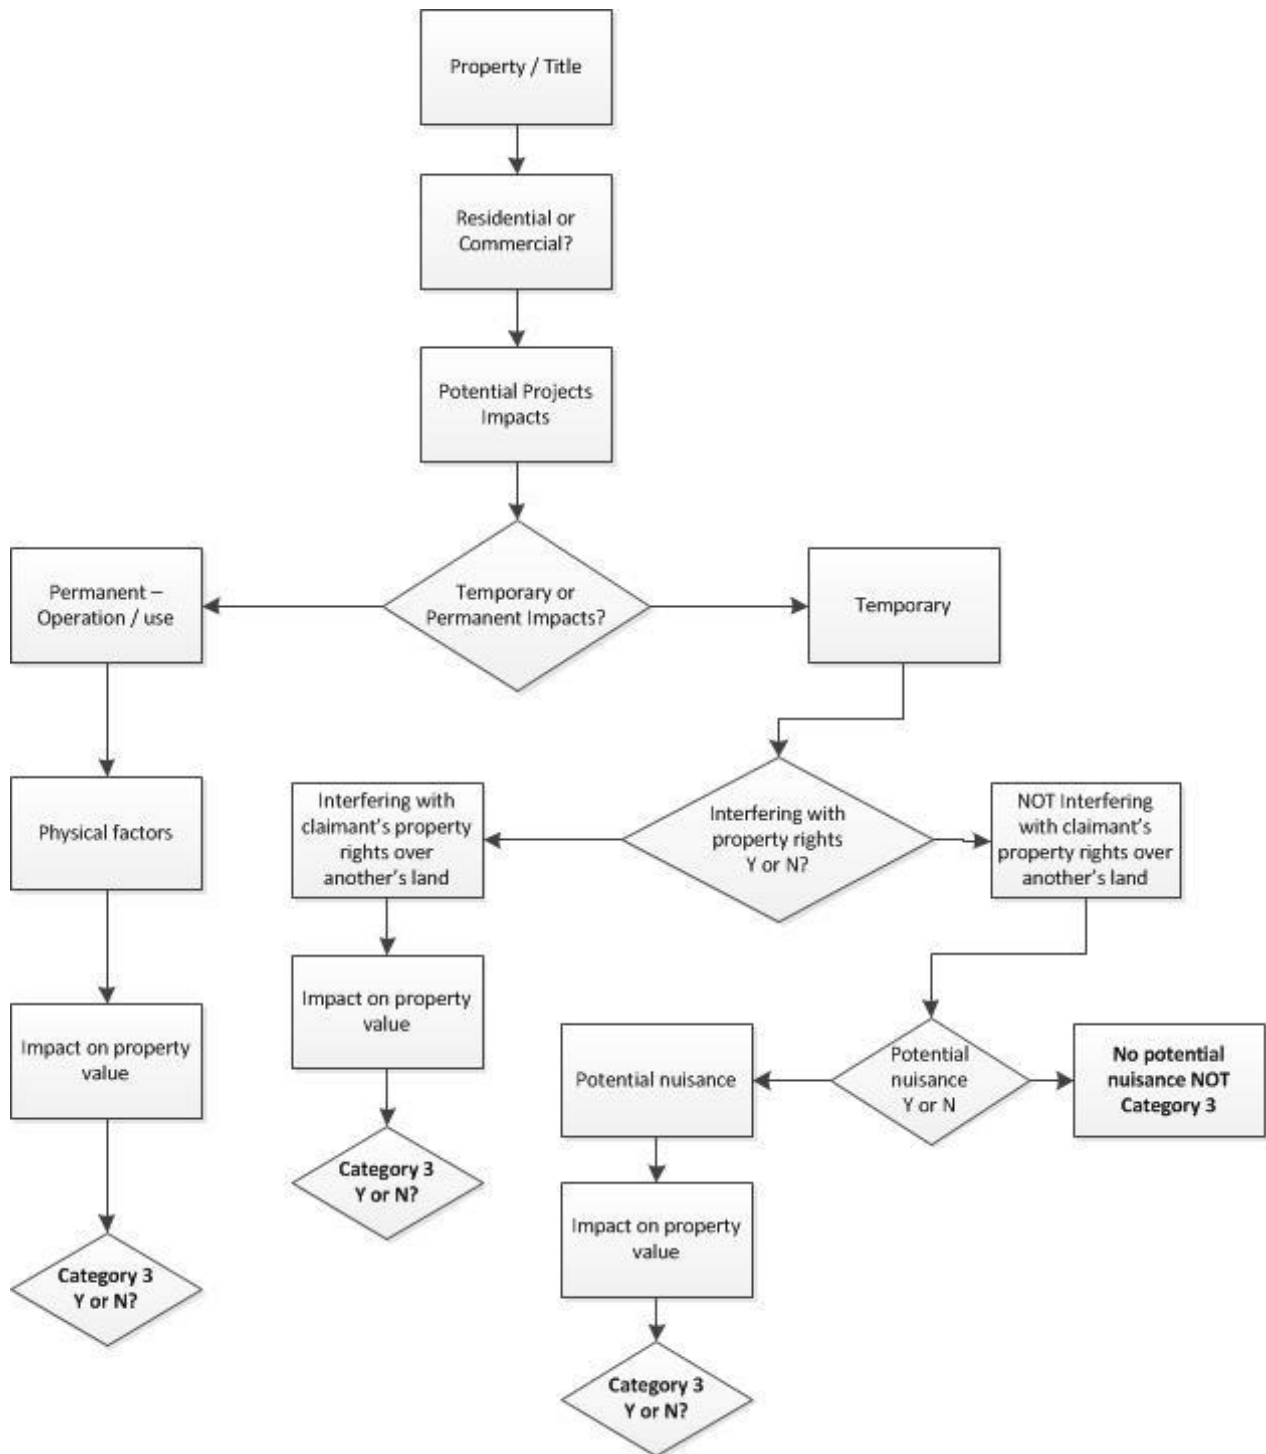 Property / Title
Residential or
Commercial?
Potential Projects
Impacts
Temporary or
Permanent Impacts?
Permanent –
Operation / use
Temporary
Physical factors
Interfering with
claimant's property
rights over
another's land
Interfering with
property rights
Y or N?
NOT Interfering
with claimant's
property rights over
another's land
Impact on property
value
Impact on property
value
Potential nuisance
Potential
nuisance
Y or N
No potential
nuisance NOT
Category 3
Category 3
Y or N?
Impact on property
value
Category 3
Y or N?
Category 3
Y or N?